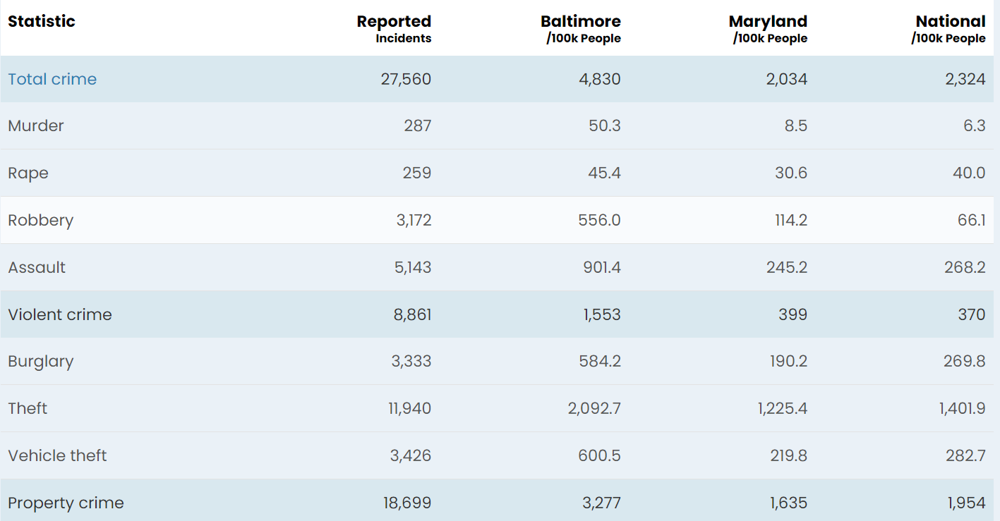 Statistic Reported Baltimore Maryland National
Incidents /100k People /100k People /100k People
Total crime 27,560 4,830 2,034 2,324
Murder 287 50.3 8.5 6.3
Rape 259 45.4 30.6 40.0
Robbery 3,172 556.0 114.2 66.1
Assault 5,143 901.4 245.2 268.2
Violent crime 8,861 1,553 399 370
Burglary 3,333 584.2 190.2 269.8
Theft 11,940 2,092.7 1,225.4 1,401.9
Vehicle theft 3,426 600.5 219.8 282.7
Property crime 18,699 3,277 1,635 1,954